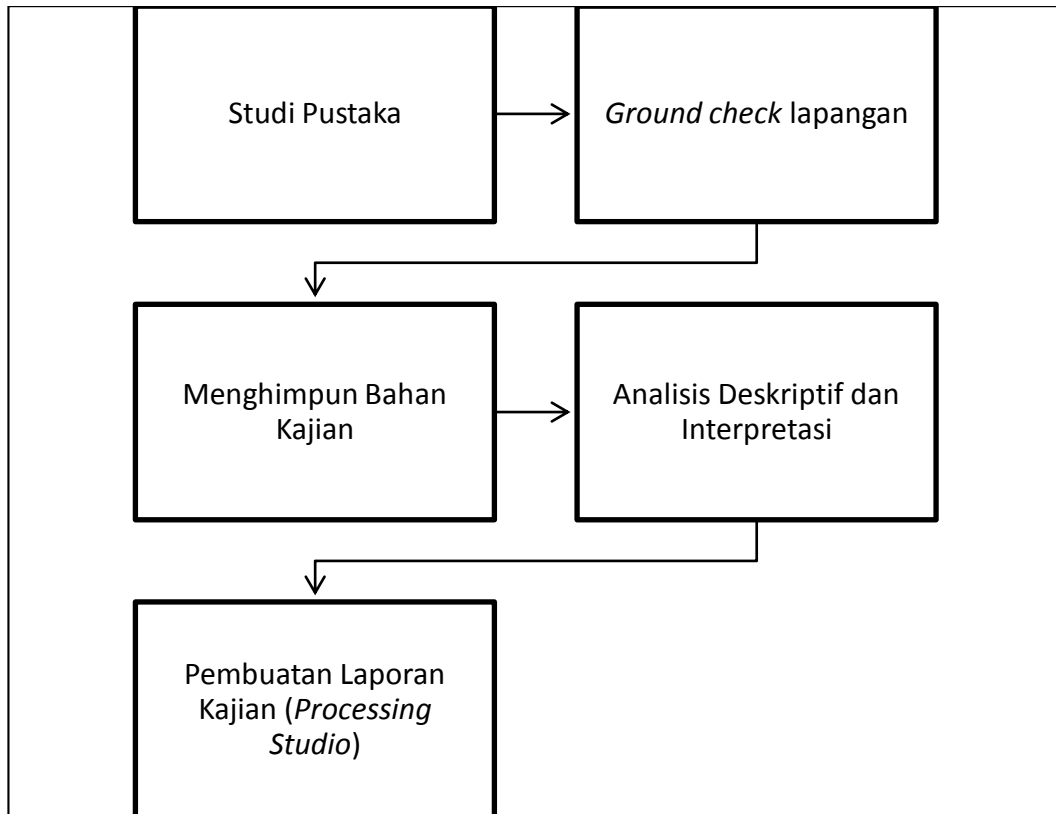 Studi Pustaka
Ground check lapangan
Menghimpun Bahan
Kajian
Analisis Deskriptif dan
Interpretasi
Pembuatan Laporan
Kajian (Processing
Studio)